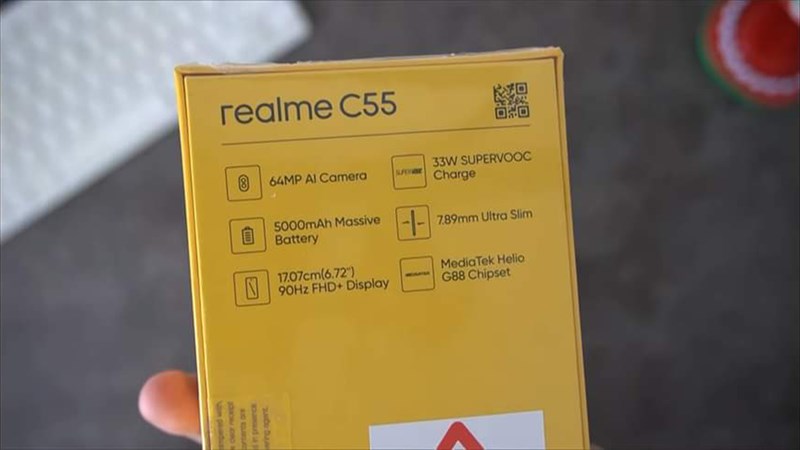 realme C55
64MP AI Camera
33W SUPERVOOC
Charge
5000mAh Massive
Battery
7.89mm Ultra Slim
17.07cm(6.72")
90Hz FHD+ Display
MediaTek Helio
G88 Chipset